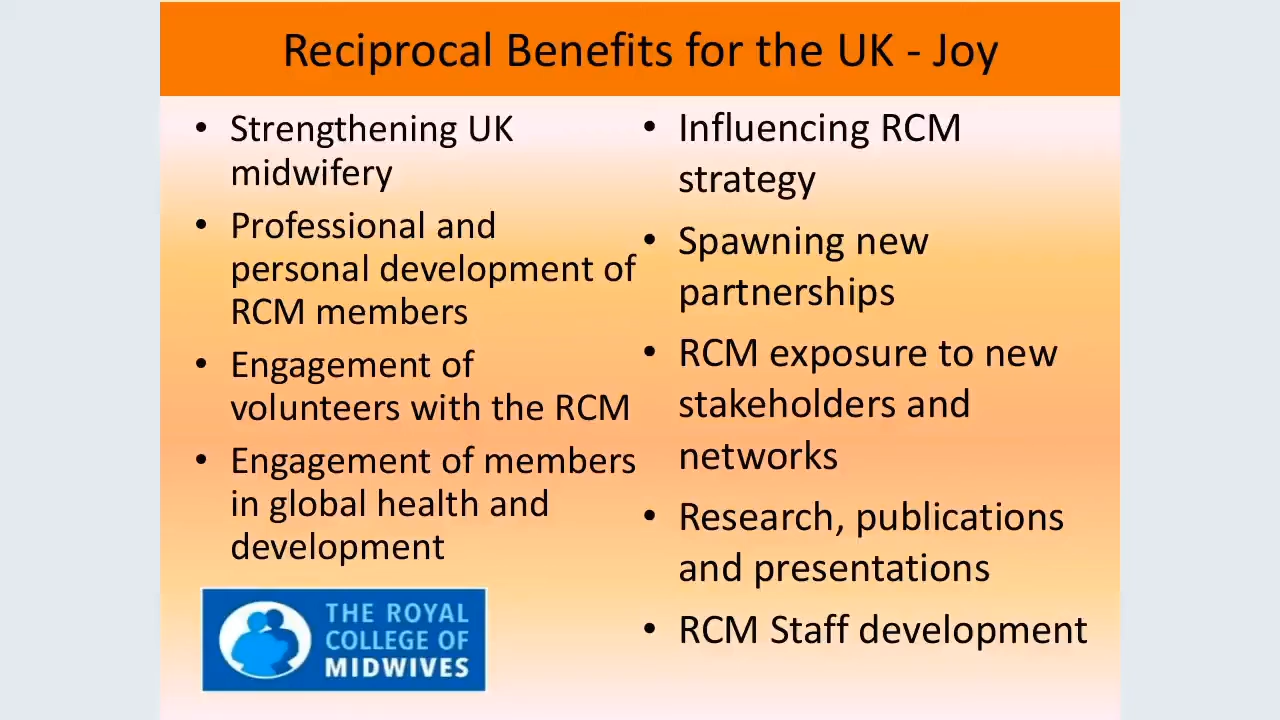 Reciprocal Benefits for the UK - Joy
• Strengthening UK
midwifery
• Professional and
personal development of
RCM members
• Engagement of
volunteers with the RCM
• Engagement of members
in global health and
development
THE ROYAL
COLLEGE OF
MIDWIVES
• Influencing RCM
strategy
• Spawning new
partnerships
• RCM exposure to new
stakeholders and
networks
• Research, publications
and presentations
• RCM Staff development